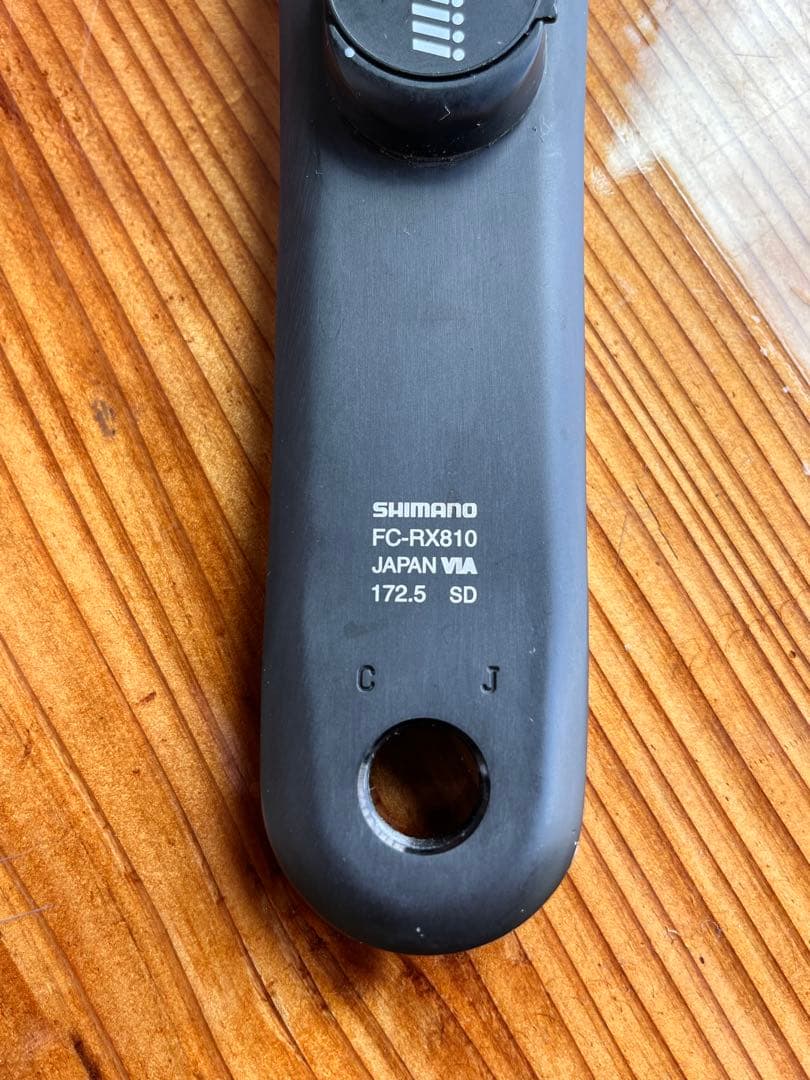 SHIMANO
FC-RX810
JAPAN VIA
172.5 SD
C J